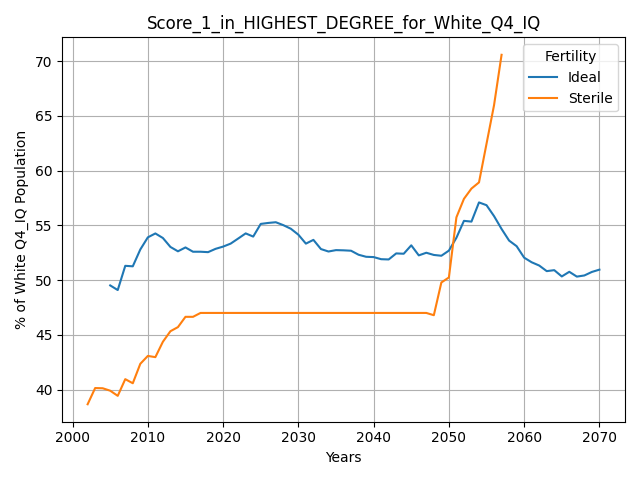 Score_1_in_HIGHEST_DEGREE_for_White_Q4_IQ
% of White Q4_IQ Population
70
65
60
55
50
45
40
Fertility
Ideal
Sterile
2000 2010 2020 2030 2040 2050 2060 2070
Years